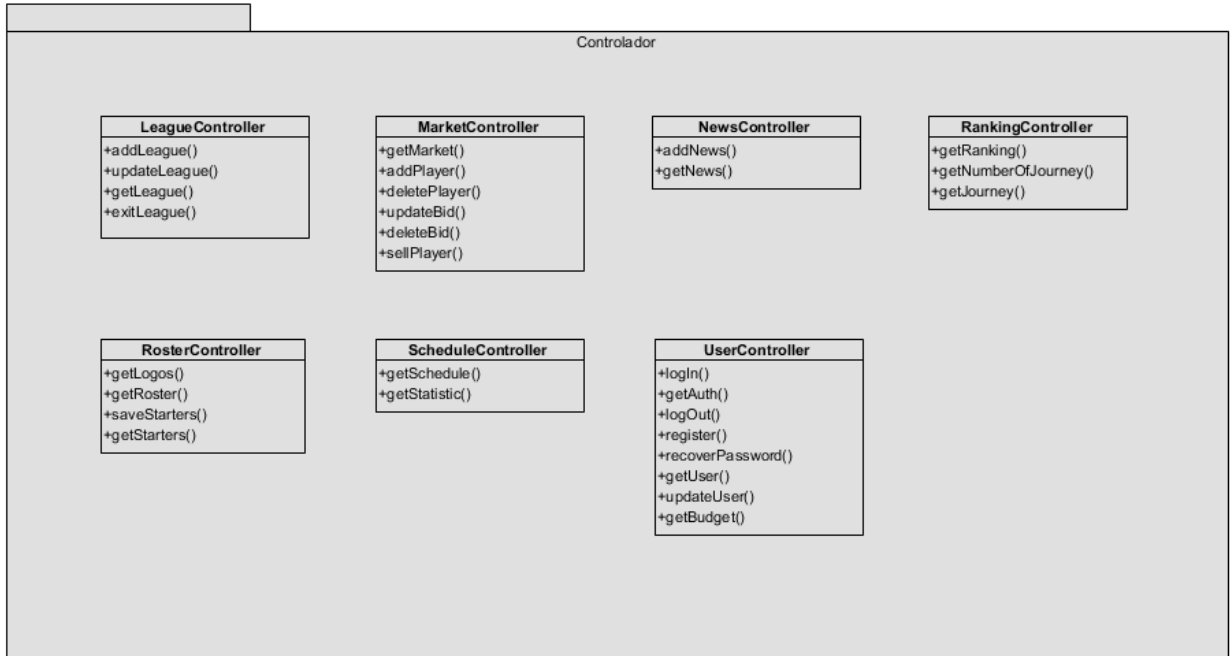 Controlador
LeagueController
+addLeague()
+updateLeague()
+getLeague()
+exitLeague()
MarketController
+getMarket()
+addPlayer()
+deletePlayer()
+updateBid()
+deleteBid()
+sellPlayer()
NewsController
+addNews()
+getNews()
RankingController
+getRanking()
+getNumberOfJourney()
+getJourney()
RosterController
+getLogos()
+getRoster()
+saveStarters()
+getStarters()
ScheduleController
+getSchedule()
+getStatistic()
UserController
+logIn()
+getAuth()
+logOut()
+register()
+recoverPassword()
+getUser()
+updateUser()
+getBudget()